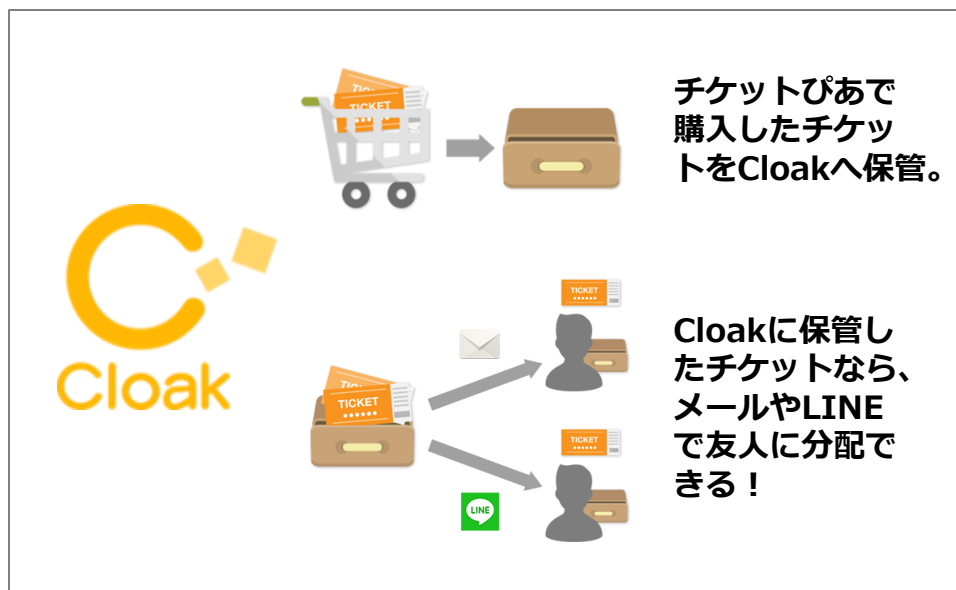 チケットぴあで
購入したチケッ
トをCloakへ保管。
TICKET
Cloak
Cloakに保管し
たチケットなら、
メールやLINE
で友人に分配で
きる！
TICKET
TICKET
TICKET
LINE